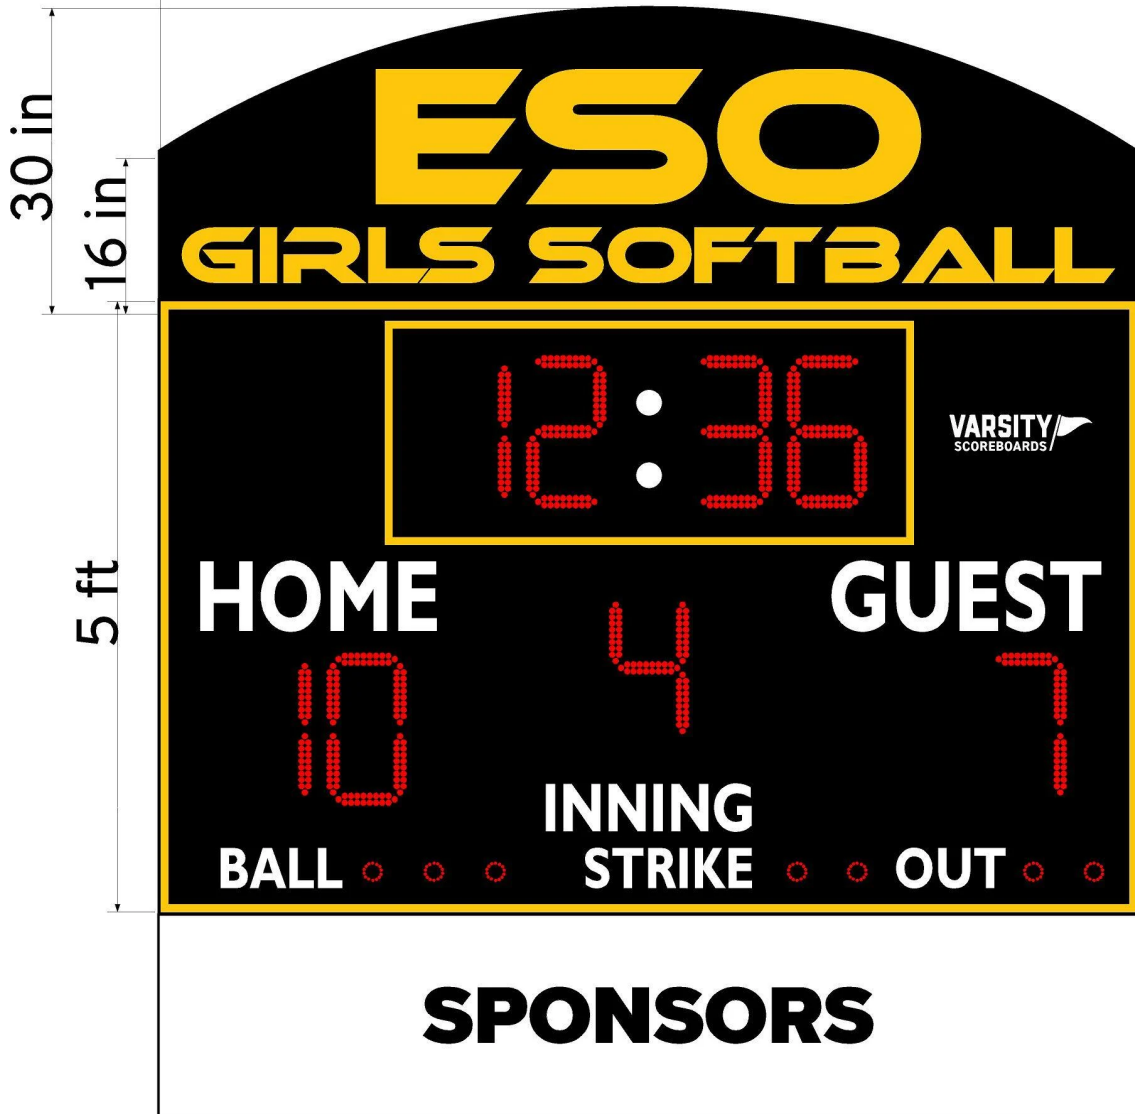 ESO
GIRLS SOFTBALL
30 in
16 in
12:36
VARSITY
SCOREBOARDS
5 ft
HOME
GUEST
10
4
7
INNING
BALL
STRIKE
OUT
SPONSORS